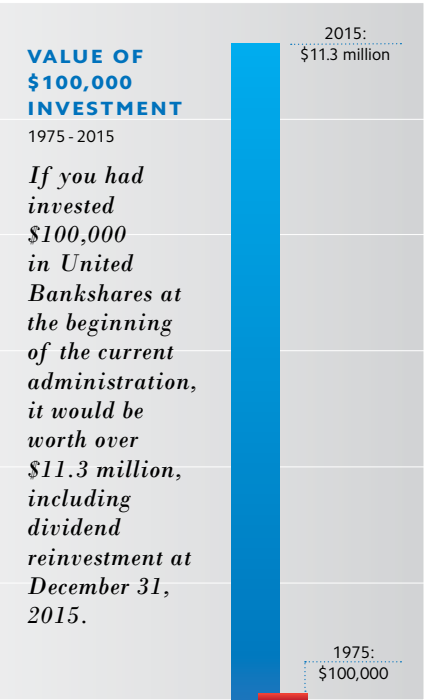 VALUE OF
$100,000
INVESTMENT
1975 - 2015
If you had
invested
$100,000
in United
Bankshares at
the beginning
of the current
administration,
it would be
worth over
$11.3 million,
including
dividend
reinvestment at
December 31,
2015.
2015:
$11.3 million
1975:
$100,000